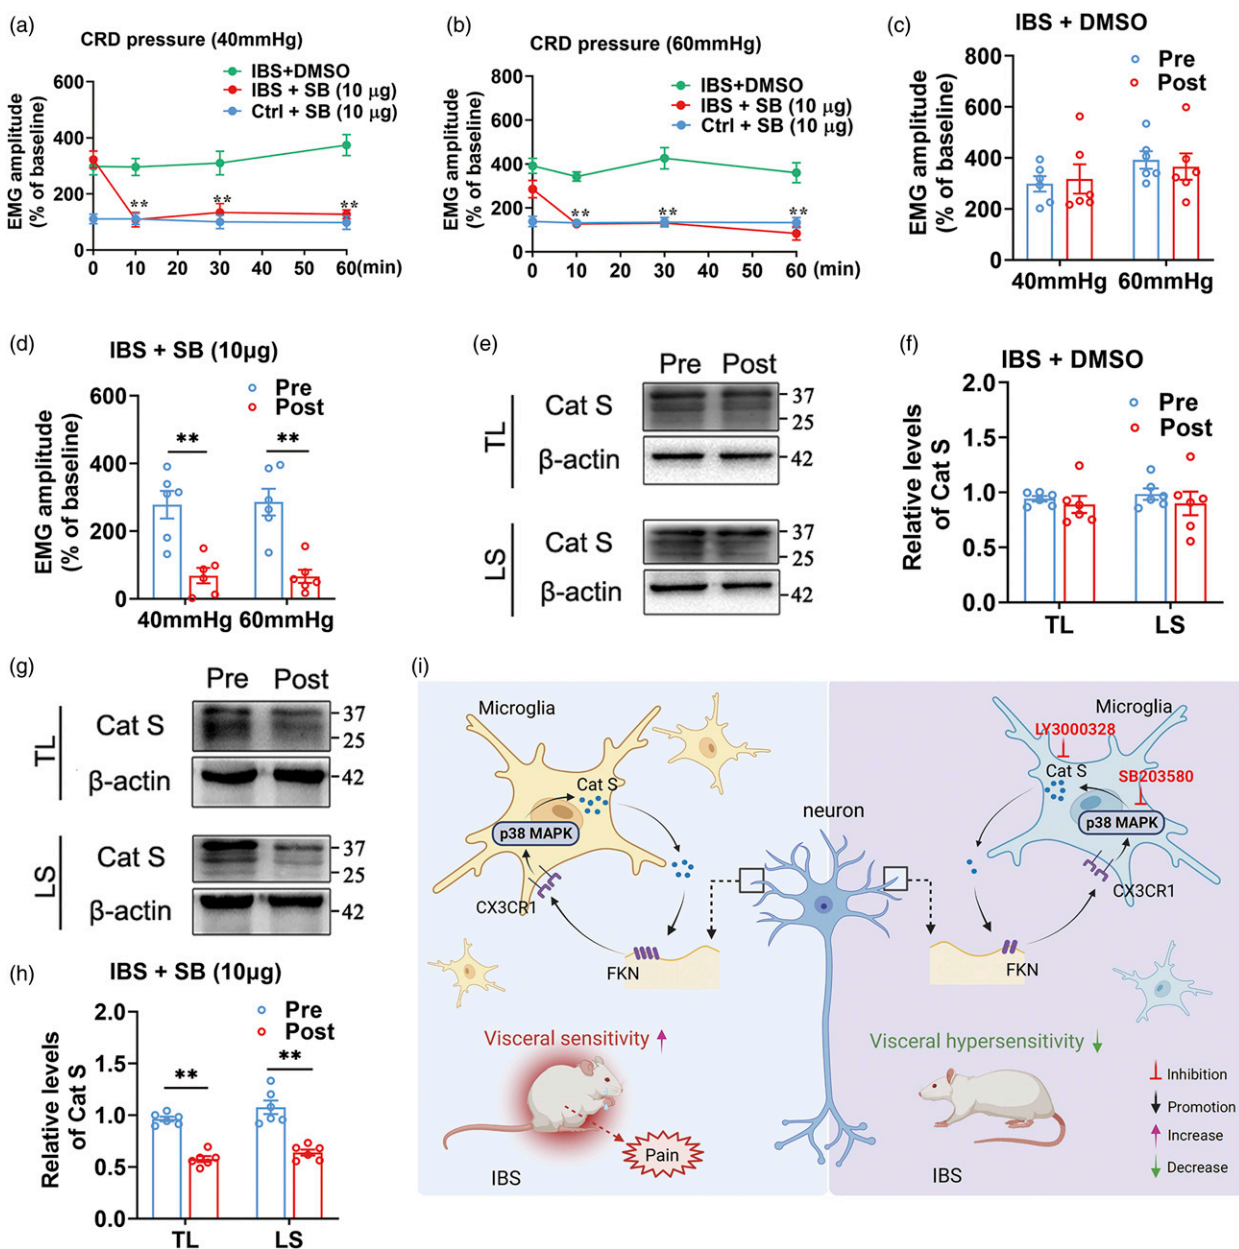 (a)
CRD pressure (40mmHg)
EMG amplitude
(% of baseline)
600
400
200
0
IBS+DMSO
IBS + SB (10 µg)
Ctrl + SB (10 µg)
** ** **
0 10 20 30 40 50 60(min)
(b)
CRD pressure (60mmHg)
EMG amplitude
(% of baseline)
800
600
400
200
0
IBS+DMSO
IBS + SB (10 µg)
Ctrl + SB (10 µg)
** ** **
0 10 20 30 40 50 60 (min)
(c)
IBS + DMSO
EMG amplitude
(% of baseline)
800
600
400
200
0
Pre
Post
40mmHg 60mmHg
(d)
IBS + SB (10µg)
EMG amplitude
(% of baseline)
600
400
200
0
Pre
Post
** **
40mmHg 60mmHg
(e)
Pre Post
TL
Cat S
37
25
β-actin
42
LS
Cat S
37
25
β-actin
42
(f)
IBS + DMSO
Relative levels
of Cat S
2.0
1.5
1.0
0.5
0.0
Pre
Post
TL LS
(g)
Pre Post
TL
Cat S
37
25
β-actin
42
LS
Cat S
37
25
β-actin
42
(h)
IBS + SB (10µg)
Relative levels
of Cat S
2.0
1.5
1.0
0.5
0.0
Pre
Post
** **
TL LS
(i)
Microglia
Cat S
p38 MAPK
CX3CR1
FKN
Visceral sensitivity
Pain
IBS
neuron
Microglia
LY3000328
Cat S
SB203580
p38 MAPK
CX3CR1
FKN
Visceral hypersensitivity
IBS
Inhibition
Promotion
Increase
Decrease